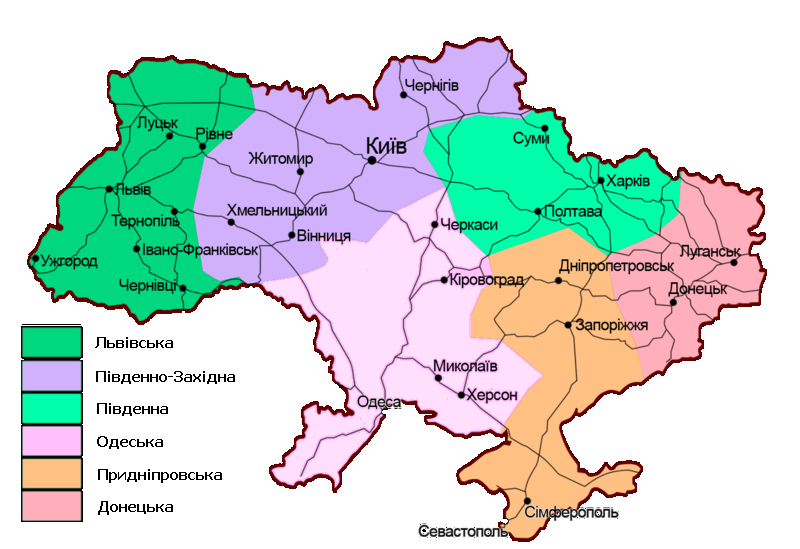 Чернігів
Луцьк
Рівне
Київ
Суми
Житомир
Харків
Львів
Тернопіль
Хмельницький
Полтава
Черкаси
Вінниця
Івано-Франківськ
Ужгород
Луганськ
Дніпропетровськ
Кіровоград
Чернівці
Донецьк
Запоріжжя
Львівська
Миколаїв
Південно-Західна
Херсон
Одеса
Південна
Одеська
Придніпровська
Донецька
Сімферополь
Севастополь